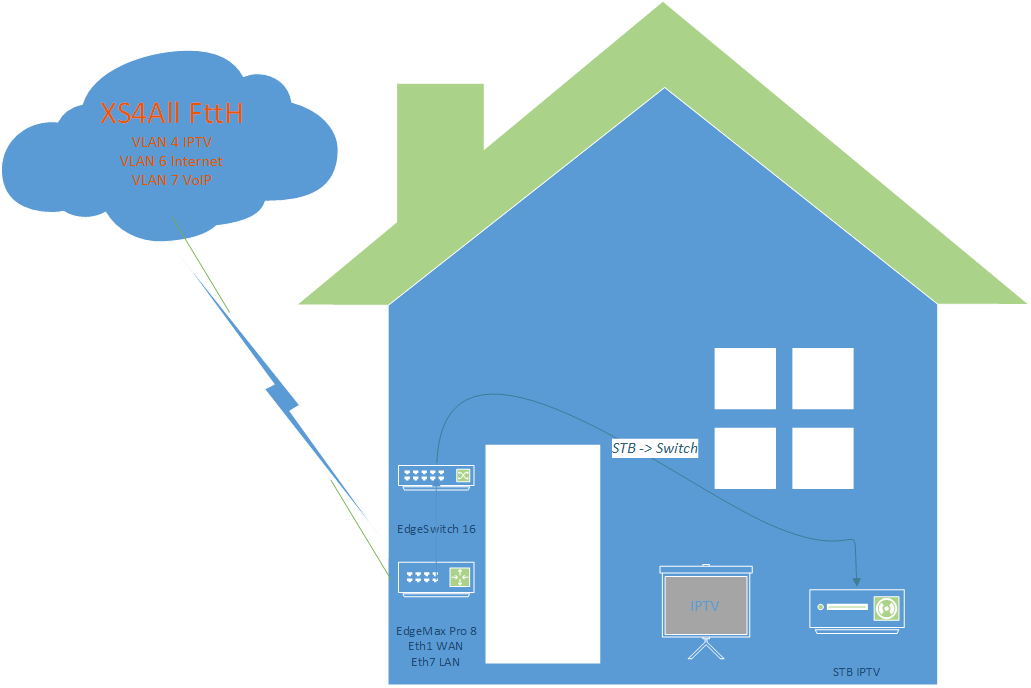 XS4All FttH
VLAN 4 IPTV
VLAN 6 Internet
VLAN 7 VoIP
STB -> Switch
EdgeSwitch 16
EdgeMax Pro 8
Eth1 WAN
Eth7 LAN
IPTV
STB IPTV